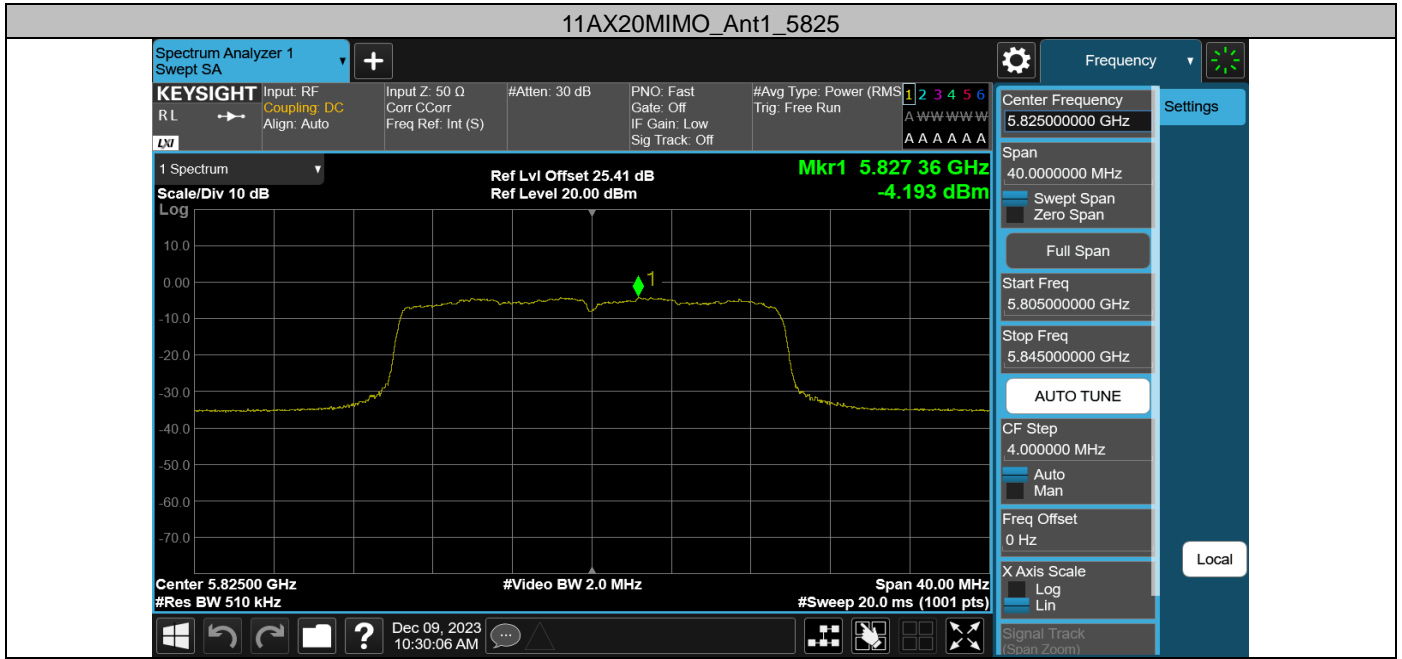 11AX20MIMO_Ant1_5825
Spectrum Analyzer 1
Swept SA
Frequency
KEYSIGHT
RL
LXI
Input: RF
Coupling: DC
Align: Auto
Input Z: 50 Ω
Corr CCorr
Freq Ref: Int (S)
#Atten: 30 dB
PNO: Fast
Gate: Off
IF Gain: Low
Sig Track: Off
#Avg Type: Power (RMS
Trig: Free Run
1 2 3 4 5 6
A W W W W W
A A A A A A
1 Spectrum
Scale/Div 10 dB
Ref Lvl Offset 25.41 dB
Ref Level 20.00 dBm
Mkr1 5.827 36 GHz
-4.193 dBm
Log
10.0
0.00
-10.0
-20.0
-30.0
-40.0
-50.0
-60.0
-70.0
1
Center 5.82500 GHz
#Video BW 2.0 MHz
Span 40.00 MHz
#Res BW 510 kHz
#Sweep 20.0 ms (1001 pts)
Dec 09, 2023
10:30:06 AM
Center Frequency
5.825000000 GHz
Settings
Span
40.0000000 MHz
Swept Span
Zero Span
Full Span
Start Freq
5.805000000 GHz
Stop Freq
5.845000000 GHz
AUTO TUNE
CF Step
4.000000 MHz
Auto
Man
Freq Offset
0 Hz
X Axis Scale
Log
Lin
Local
Signal Track
(Span Zoom)